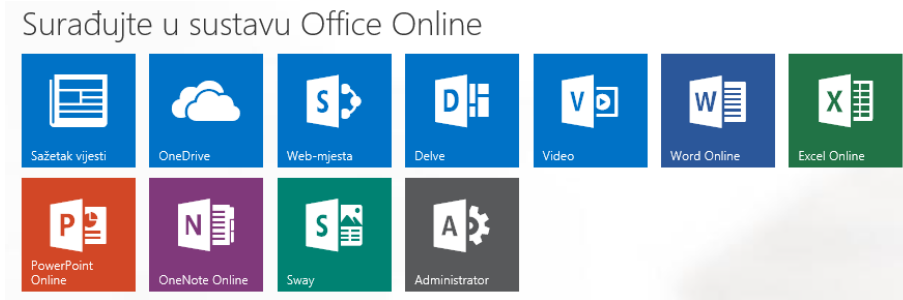 Surađujte u sustavu Office Online
Sažetak vijesti
OneDrive
S
Web-mjesta
D
Delve
V
Video
W
Word Online
X
Excel Online
P
PowerPoint
Online
N
OneNote Online
S
Sway
A
Administrator